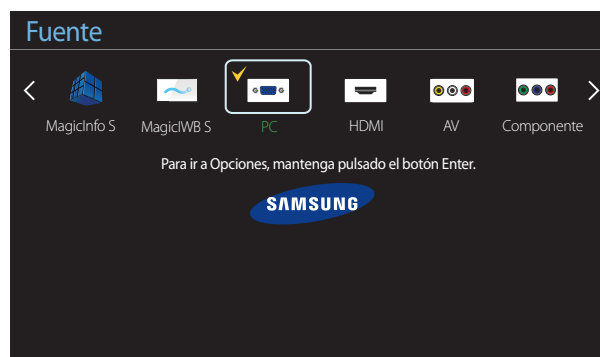 Fuente
MagicInfo S MagicIWB S PC HDMI AV Componente
Para ir a Opciones, mantenga pulsado el botón Enter.
SAMSUNG